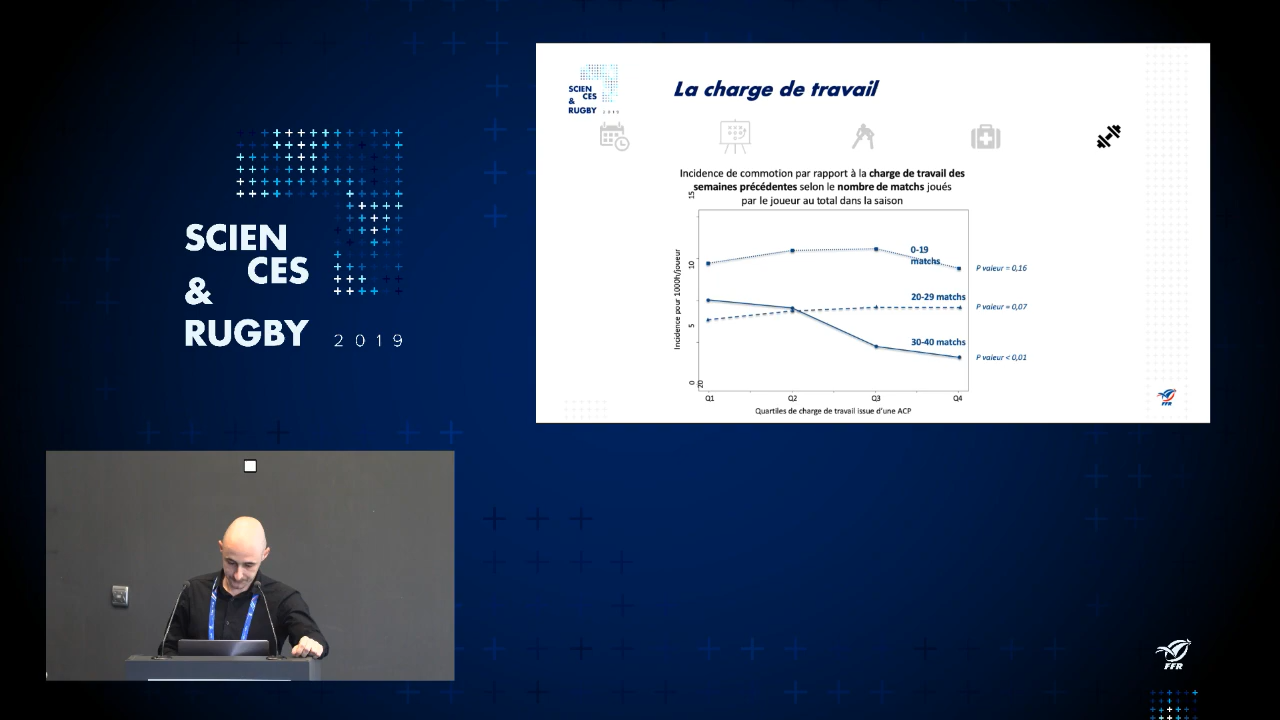 SCIEN
CES
&
RUGBY 2019
SCIEN
CES
&
RUGBY 2019
La charge de travail
Incidence de commotion par rapport à la charge de travail des
semaines précédentes selon le nombre de matchs joués
par le joueur au total dans la saison
Incidence pour 1000h/joueur
15
10
5
0
20
0-19
matchs
P valeur = 0,16
20-29 matchs
P valeur = 0,07
30-40 matchs
P valeur < 0,01
Q1 Q2 Q3 Q4
Quartiles de charge de travail issue d'une ACP
FFR
FFR